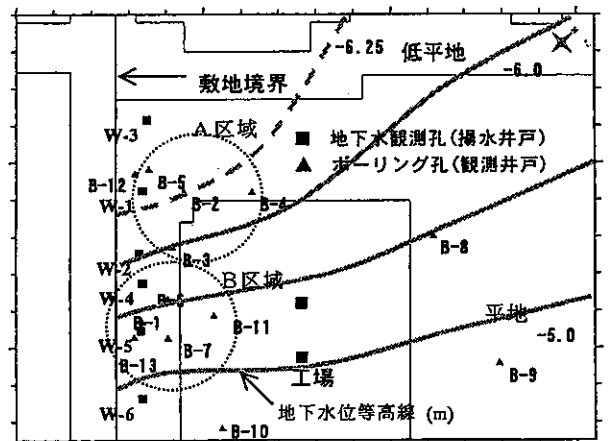 -6.25
低平地
-6.0
敷地境界
W-3
A区域
■ 地下水観測孔(揚水井戸)
▲ ボーリング孔(観測井戸)
B-12
B-5
W-1
B-2
B-4
W-2
B-3
B-8
W-4
B区域
B-6
平地
B-1
B-11
-5.0
W-5
B-7
B-13
工場
B-9
W-6
地下水位等高線 (m)
B-10